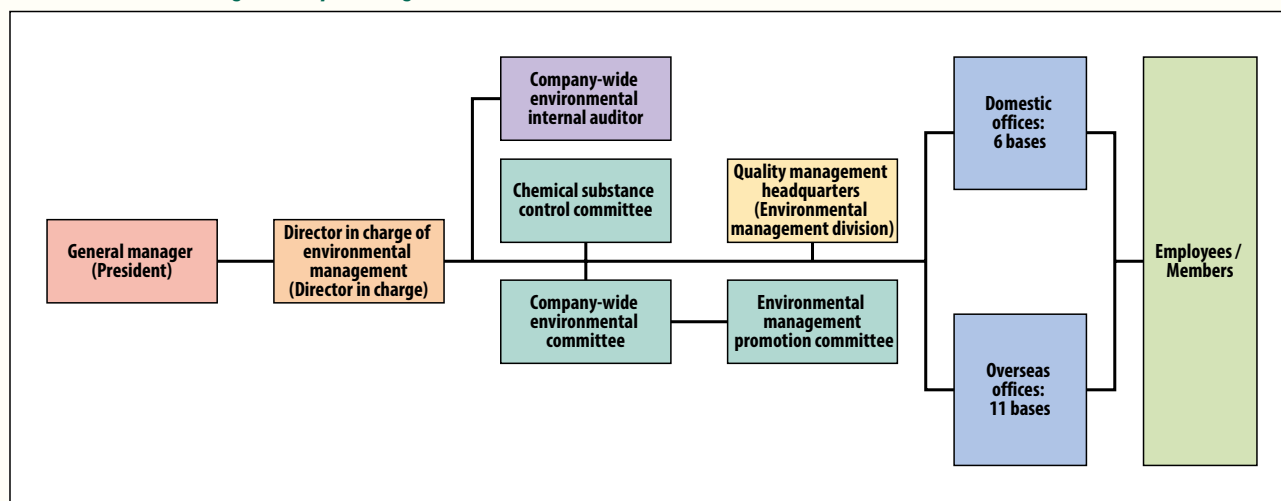 Company-wide
environmental
internal auditor
Domestic
offices:
6 bases
Chemical substance
control committee
Quality management
headquarters
(Environmental
management division)
General manager
(President)
Director in charge of
environmental
management
(Director in charge)
Employees /
Members
Company-wide
environmental
committee
Environmental
management
promotion committee
Overseas
offices:
11 bases